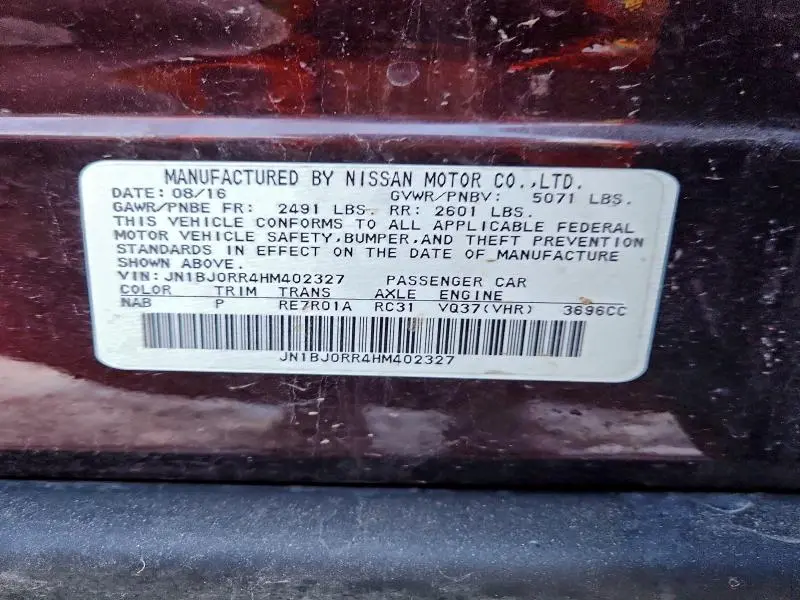 MANUFACTURED BY NISSAN MOTOR CO.,LTD.
DATE: 08/16 GVWR/PNBV: 5071 LBS.
GAWR/PNBE FR: 2491 LBS. RR: 2601 LBS.
THIS VEHICLE CONFORMS TO ALL APPLICABLE FEDERAL
MOTOR VEHICLE SAFETY,BUMPER,AND THEFT PREVENTION
STANDARDS IN EFFECT ON THE DATE OF MANUFACTURE
SHOWN ABOVE.
VIN:JN1BJ0RR4HM402327 PASSENGER CAR
COLOR TRIM TRANS AXLE ENGINE
NAB P RE7R01A RC31 VQ37(VHR) 3696CC
JN1BJ0RR4HM402327